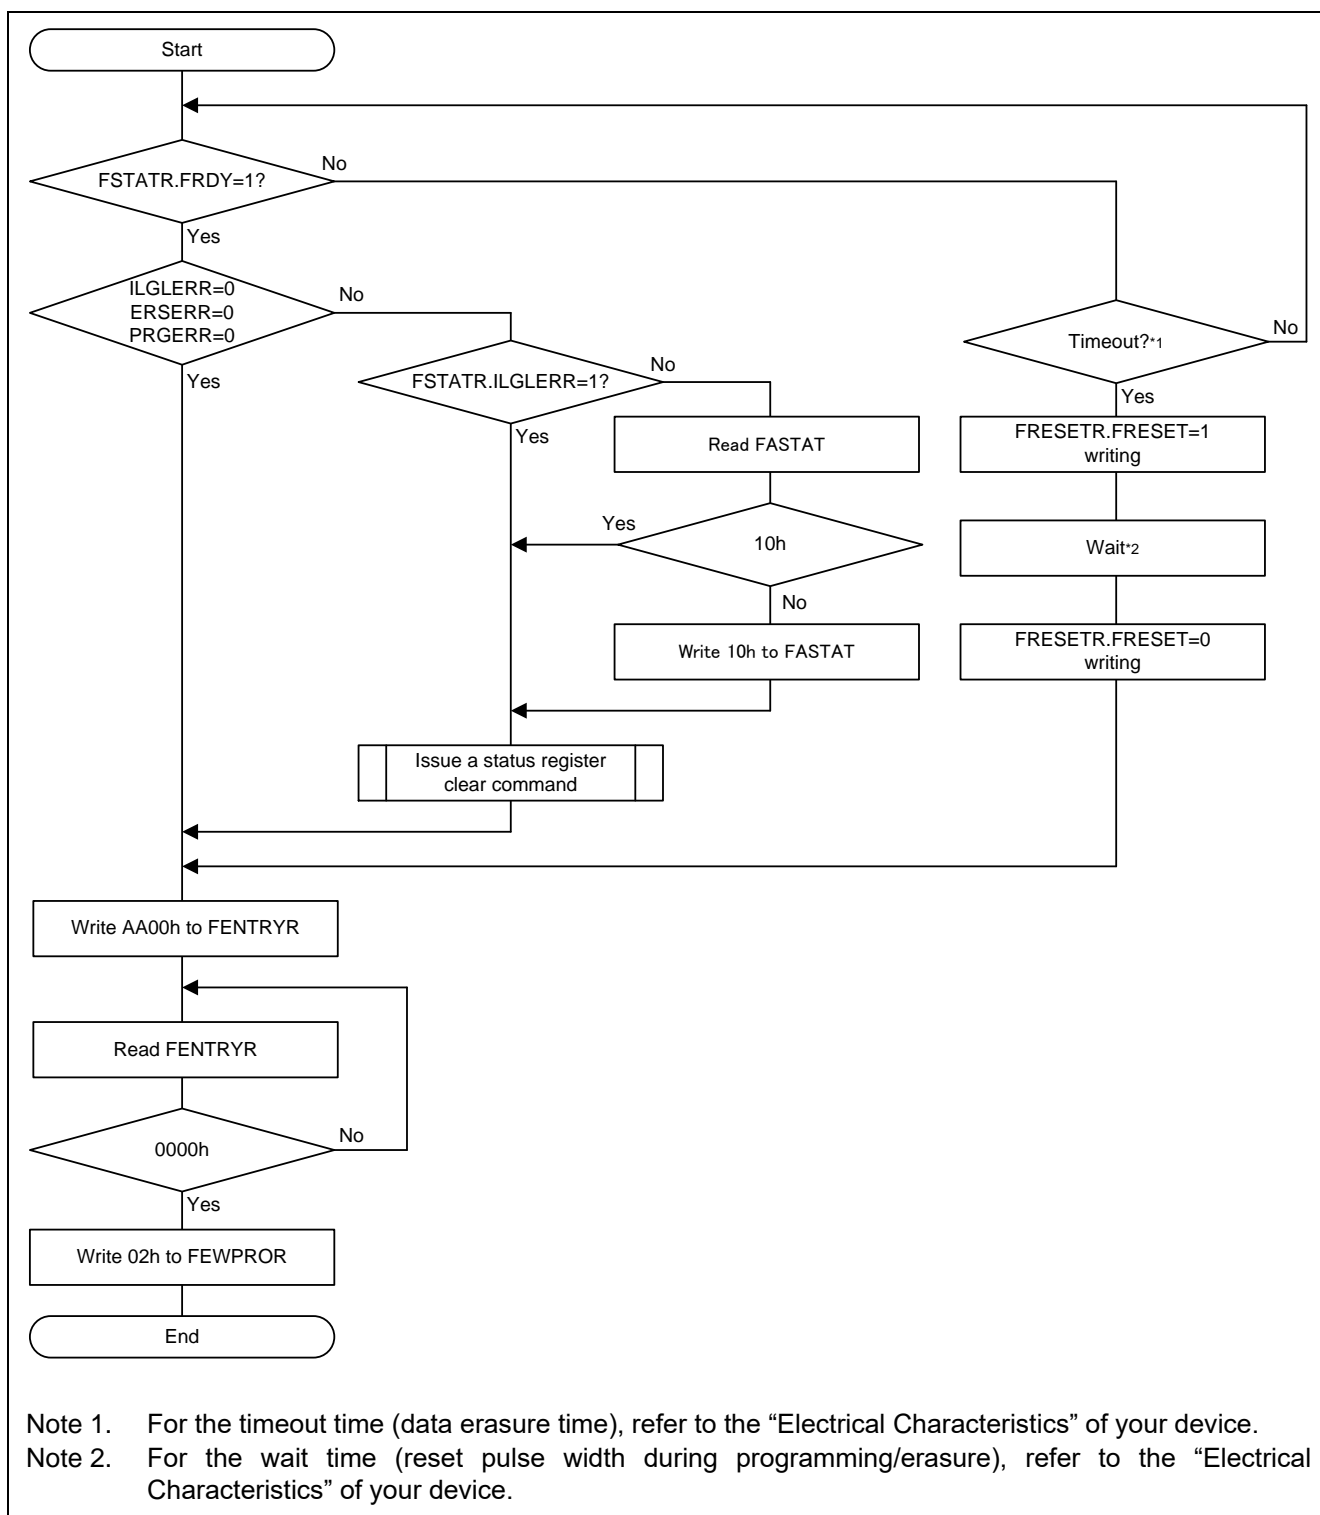 Start
No
FSTATR.FRDY=1?
Yes
ILGLERR=0
ERSERR=0
PRGERR=0
No
Yes
FSTATR.ILGLERR=1?
No
Yes
Read FASTAT
Yes
10h
No
Write 10h to FASTAT
Issue a status register
clear command
Timeout?*1
No
Yes
FRESETR.FRESET=1
writing
Wait*2
FRESETR.FRESET=0
writing
Write AA00h to FENTRYR
Read FENTRYR
0000h
No
Yes
Write 02h to FEWPROR
End
Note 1. For the timeout time (data erasure time), refer to the “Electrical Characteristics” of your device.
Note 2. For the wait time (reset pulse width during programming/erasure), refer to the “Electrical
Characteristics” of your device.